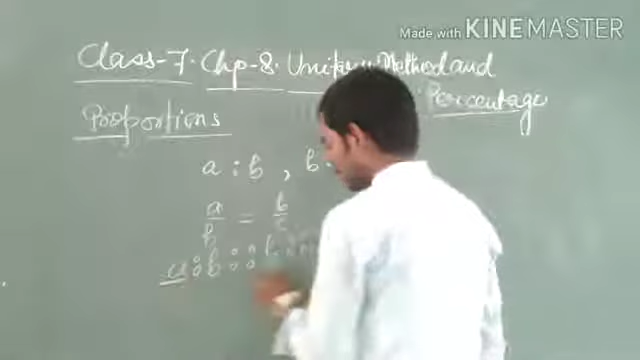 Made with KINEMASTER
Class-7. Chp-8. Unitary Method and
Percentage
Proportions
a : b , b :
a/b = b/c
a : b : : b :